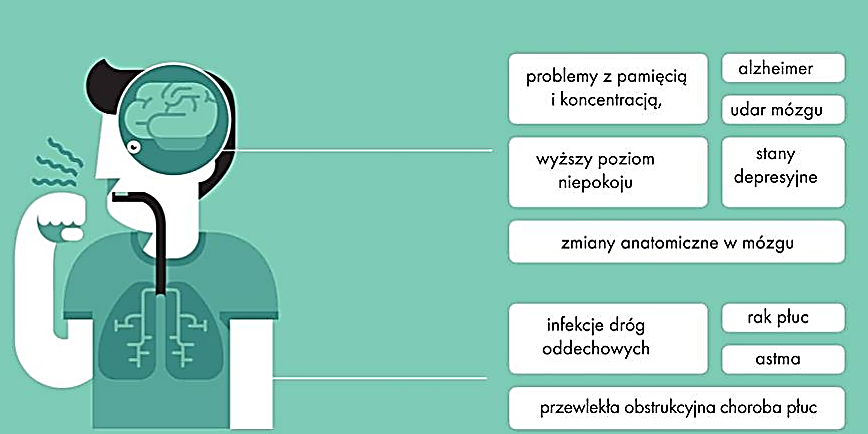 problemy z pamięcią
i koncentracją,
alzheimer
udar mózgu
wyższy poziom
niepokoju
stany
depresyjne
zmiany anatomiczne w mózgu
infekcje dróg
oddechowych
rak płuc
astma
przewlekła obstrukcyjna choroba płuc